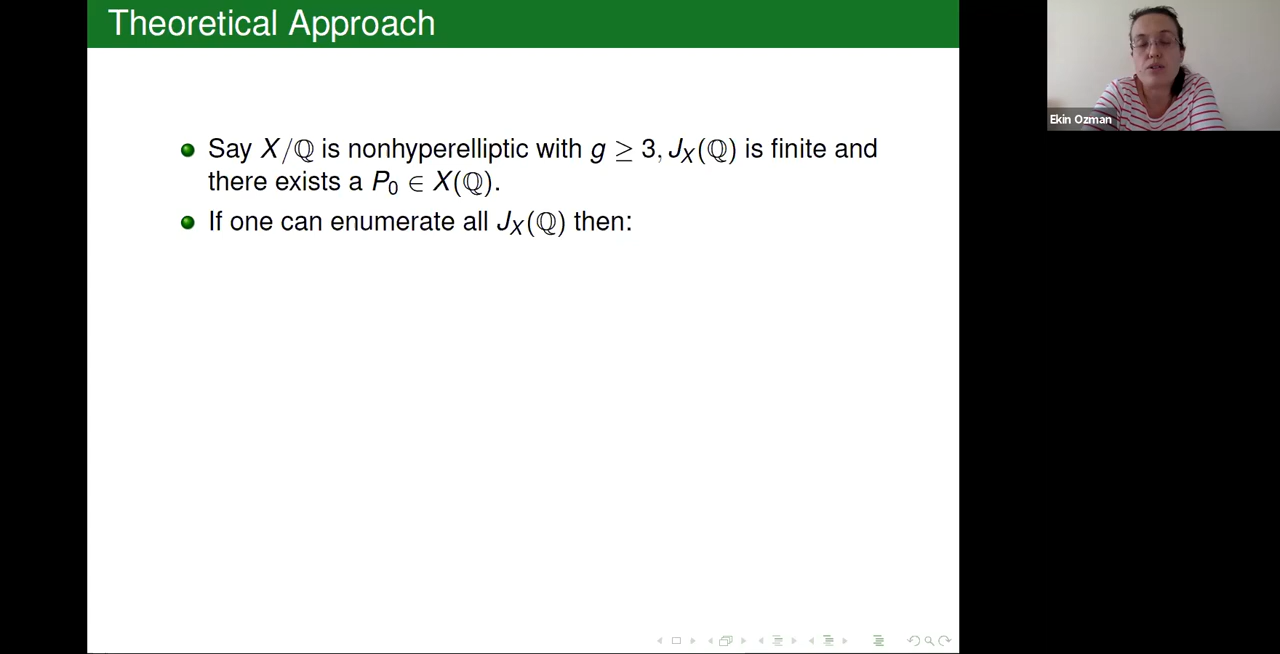 Theoretical Approach
Say X/ℚ is nonhyperelliptic with g ≥ 3, J_X(ℚ) is finite and
there exists a P₀ ∈ X(ℚ).
If one can enumerate all J_X(ℚ) then:
Ekin Ozman